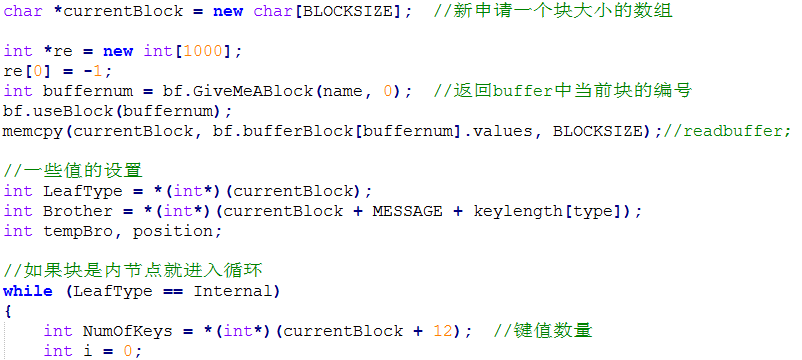 char *currentBlock = new char[BLOCKSIZE];  //新申请一个块大小的数组
int *re = new int[1000];
re[0] = -1;
int buffernum = bf.GiveMeABlock(name, 0);  //返回buffer中当前块的编号
bf.useBlock(buffernum);
memcpy(currentBlock, bf.bufferBlock[buffernum].values, BLOCKSIZE);//readbuffer;
//一些值的设置
int LeafType = *(int*)(currentBlock);
int Brother = *(int*)(currentBlock + MESSAGE + keylength[type]);
int tempBro, position;
//如果块是内节点就进入循环
while (LeafType == Internal)
{
    int NumOfKeys = *(int*)(currentBlock + 12);  //键值数量
    int i = 0;